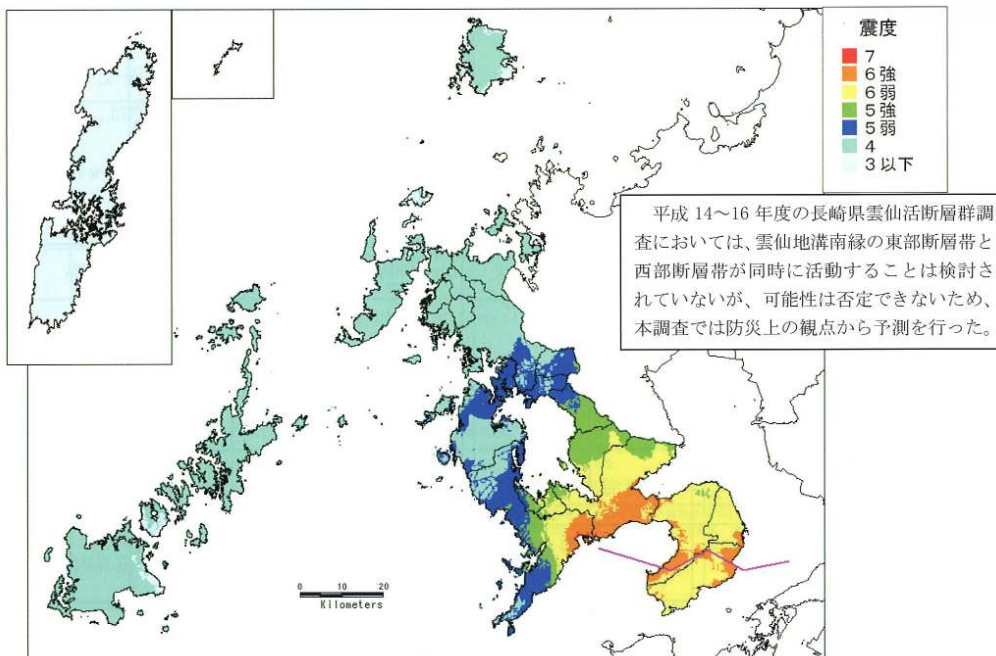 震度
7
6強
6弱
5強
5弱
4
3以下
平成 14～16 年度の長崎県雲仙活断層群調
査においては、雲仙地溝南縁の東部断層帯と
西部断層帯が同時に活動することは検討さ
れていないが、可能性は否定できないため、
本調査では防災上の観点から予測を行った。
0 10 20
Kilometers